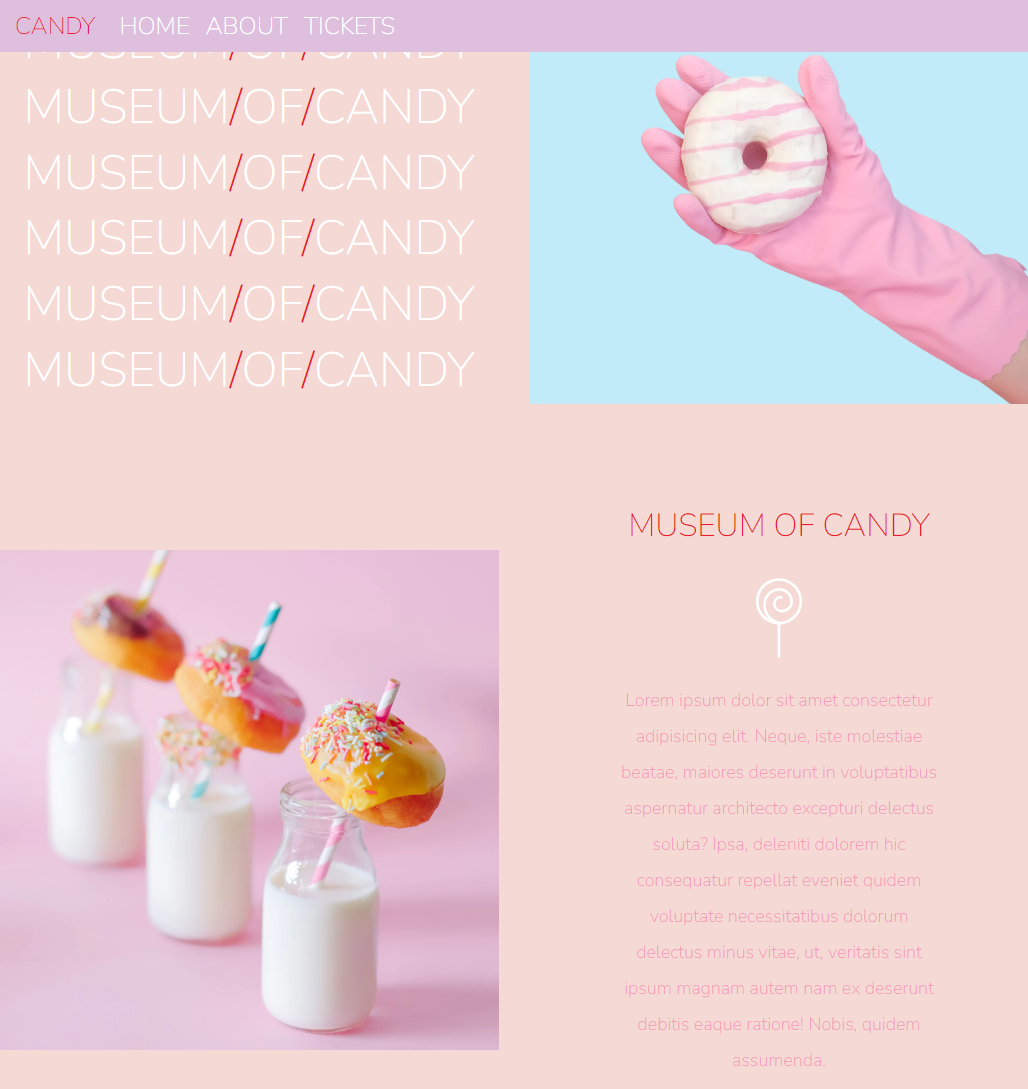 CANDY HOME ABOUT TICKETS
MUSEUM/OF/CANDY
MUSEUM/OF/CANDY
MUSEUM/OF/CANDY
MUSEUM/OF/CANDY
MUSEUM/OF/CANDY
MUSEUM/OF/CANDY
MUSEUM OF CANDY
Lorem ipsum dolor sit amet consectetur
adipisicing elit. Neque, iste molestiae
beatae, maiores deserunt in voluptatibus
aspernatur architecto excepturi delectus
soluta? Ipsa, deleniti dolorem hic
consequatur repellat eveniet quidem
voluptate necessitatibus dolorum
delectus minus vitae, ut, veritatis sint
ipsum magnam autem nam ex deserunt
debitis eaque ratione! Nobis, quidem
assumenda.